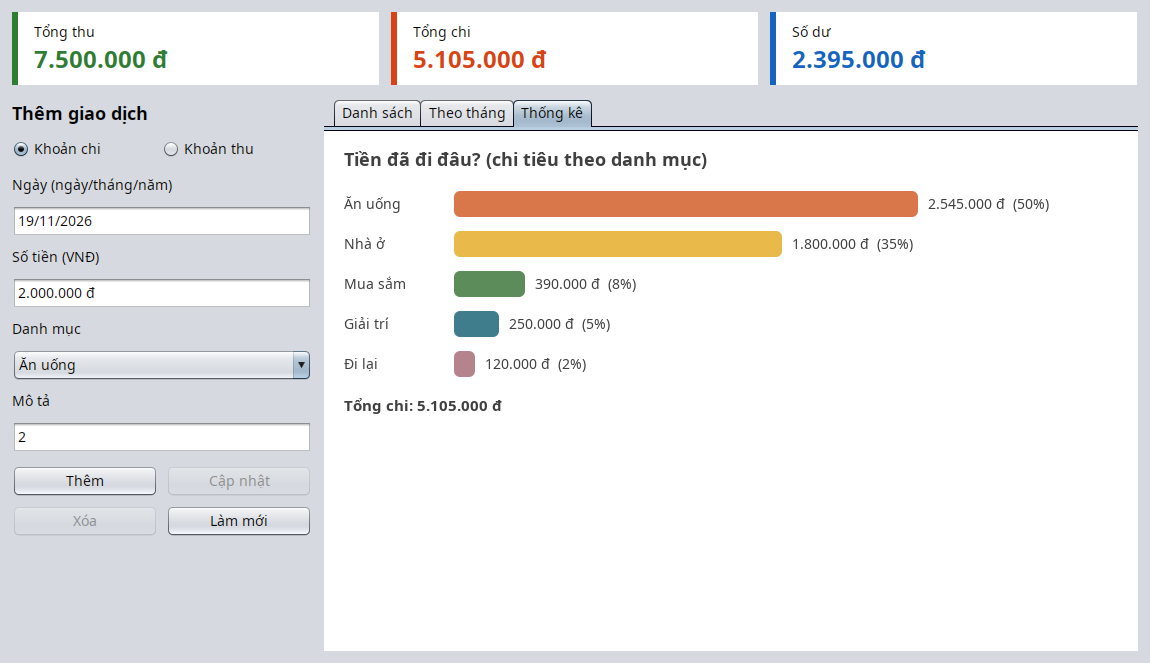 Tổng thu
7.500.000 đ
Tổng chi
5.105.000 đ
Số dư
2.395.000 đ
Thêm giao dịch
Khoản chi
Khoản thu
Ngày (ngày/tháng/năm)
19/11/2026
Số tiền (VNĐ)
2.000.000 đ
Danh mục
Ăn uống
Mô tả
2
Thêm
Cập nhật
Xóa
Làm mới
Danh sách
Theo tháng
Thống kê
Tiền đã đi đâu? (chi tiêu theo danh mục)
Ăn uống 2.545.000 đ (50%)
Nhà ở 1.800.000 đ (35%)
Mua sắm 390.000 đ (8%)
Giải trí 250.000 đ (5%)
Đi lại 120.000 đ (2%)
Tổng chi: 5.105.000 đ